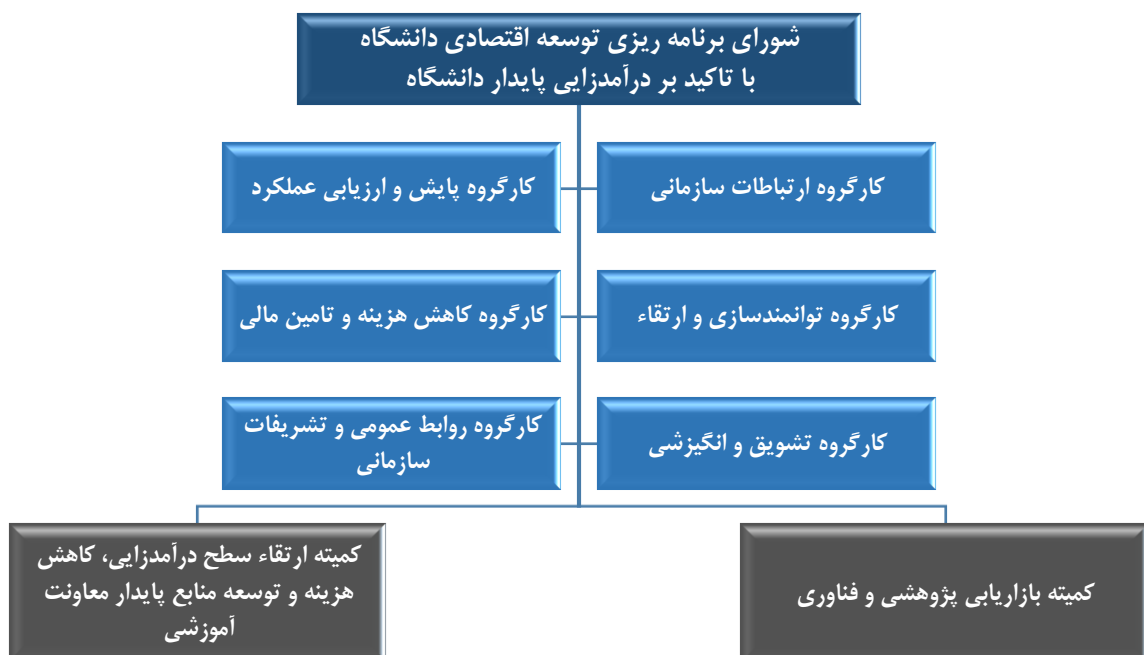 شورای برنامه ریزی توسعه اقتصادی دانشگاه
با تاکید بر درآمدزایی پایدار دانشگاه
کارگروه ارتباطات سازمانی
کارگروه پایش و ارزیابی عملکرد
کارگروه توانمندسازی و ارتقاء
کارگروه کاهش هزینه و تامین مالی
کارگروه تشویق و انگیزشی
کارگروه روابط عمومی و تشریفات
سازمانی
کمیته بازاریابی پژوهشی و فناوری
کمیته ارتقاء سطح درآمدزایی، کاهش
هزینه و توسعه منابع پایدار معاونت
آموزشی